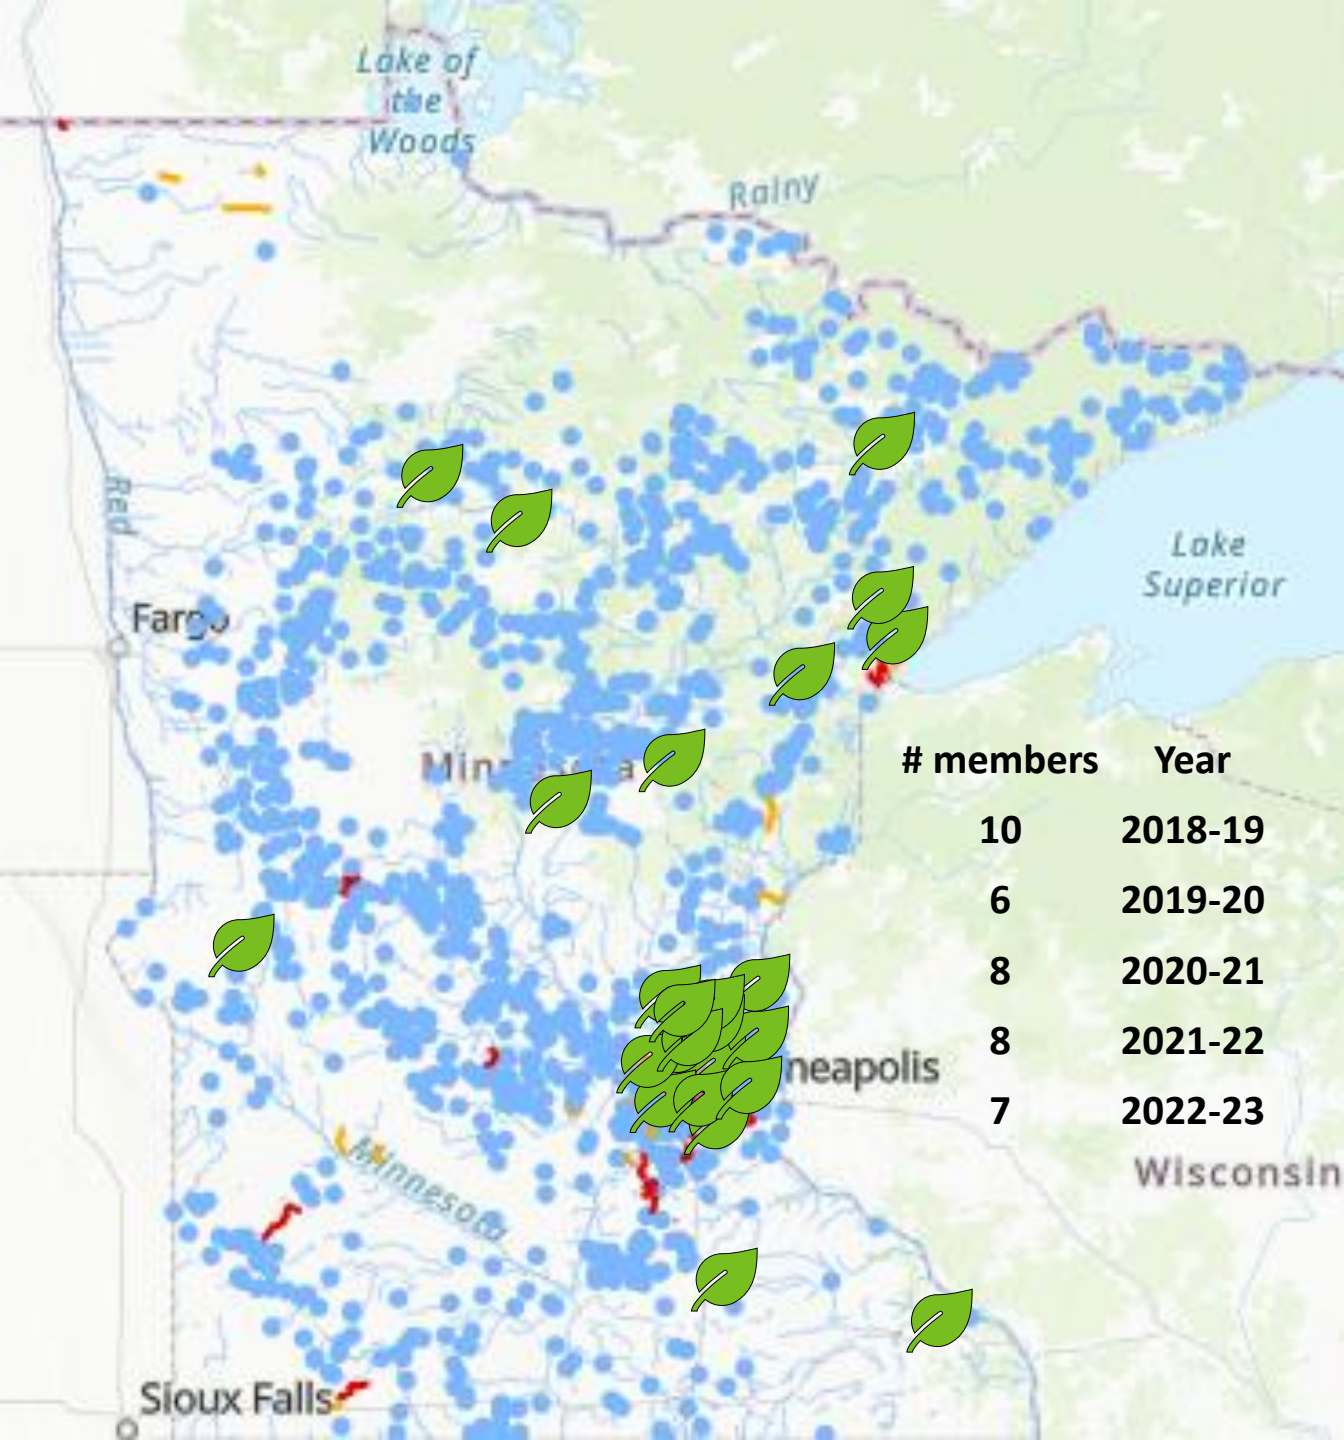 Lake of
the
Woods
Rainy
Red
Lake
Superior
Fargo
# members Year
10 2018-19
6 2019-20
8 2020-21
8 2021-22
7 2022-23
neapolis
Wisconsin
Minnesota
Sioux Falls